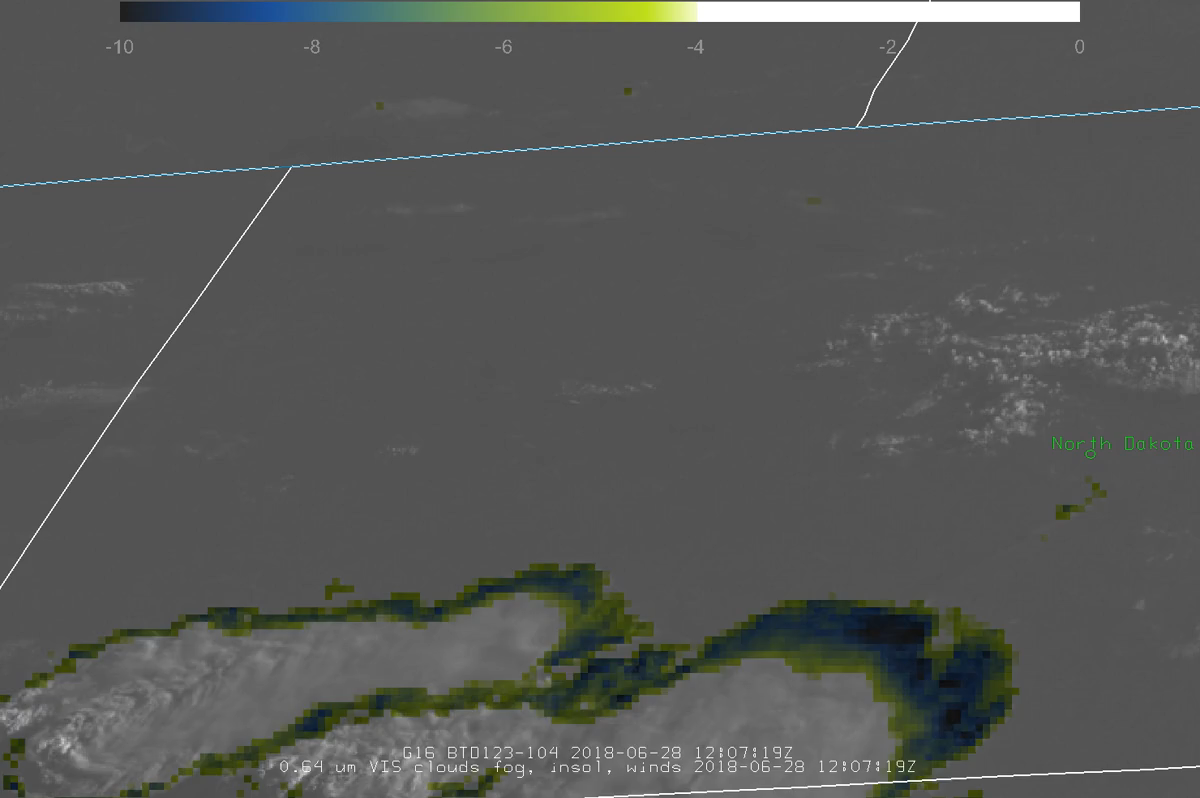 -10 -8 -6 -4 -2 0
North Dakota
G16 BTD123-104 2018-06-28 12:07:19Z
0.64 um VIS clouds fog, insol, winds 2018-06-28 12:07:19Z